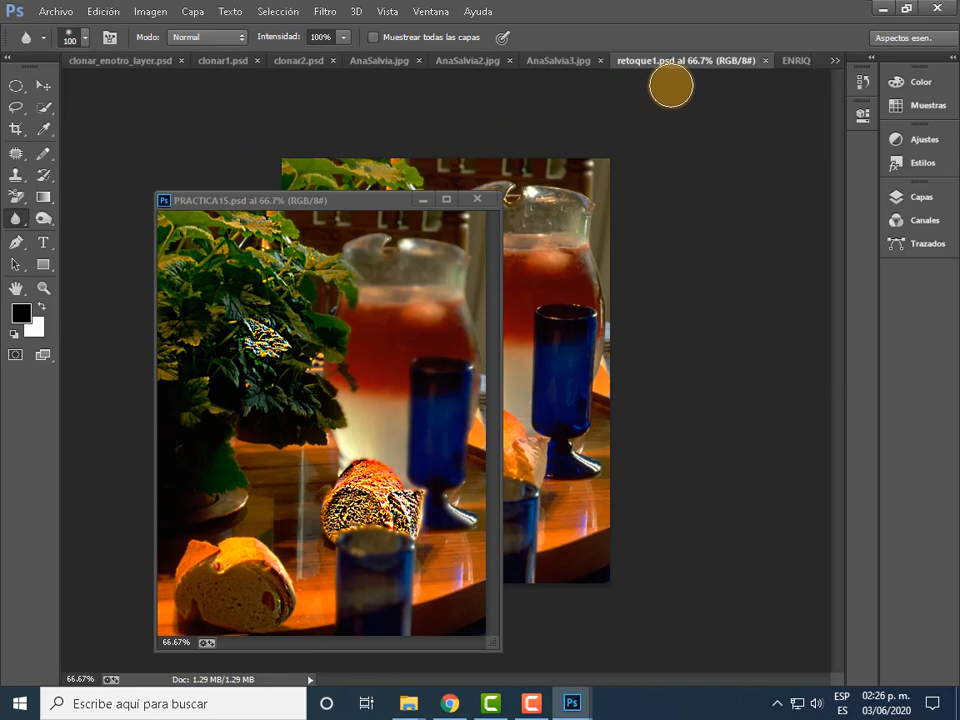 Ps Archivo Edición Imagen Capa Texto Selección Filtro 3D Vista Ventana Ayuda
100 Modo: Normal Intensidad: 100% Muestrear todas las capas Aspectos esen.
clonar_enotro_layer.psd × clonar1.psd × clonar2.psd × AnaSalvia.jpg × AnaSalvia2.jpg × AnaSalvia3.jpg × retoque1.psd al 66.7% (RGB/8#) × ENRIQ
Color
Muestras
Ajustes
Estilos
Capas
Canales
Trazados
Ps PRACTICA15.psd al 66.7% (RGB/8#)
T
66.67%
66.67% Doc: 1.29 MB/1.29 MB
Escribe aquí para buscar
Ps
ESP
ES
02:26 p. m.
03/06/2020